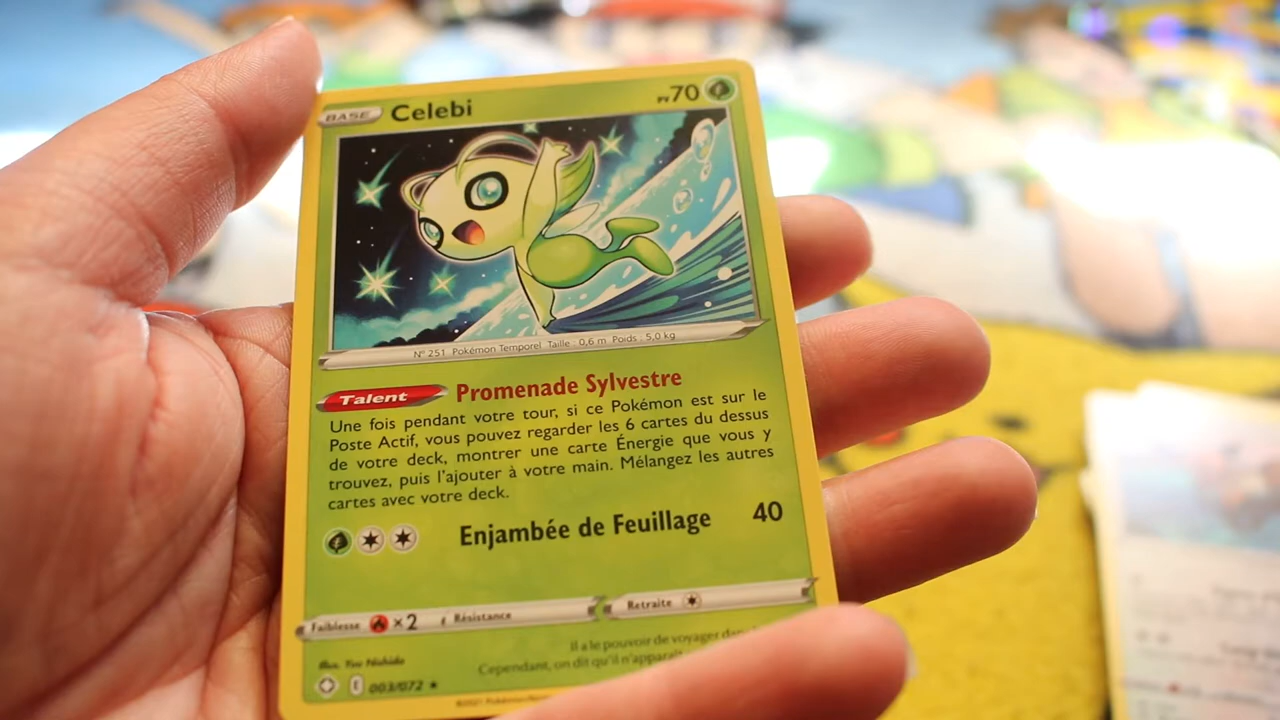 BASE Celebi PV70
N° 251 Pokémon Temporel Taille : 0,6 m Poids : 5,0 kg
Talent Promenade Sylvestre
Une fois pendant votre tour, si ce Pokémon est sur le
Poste Actif, vous pouvez regarder les 6 cartes du dessus
de votre deck, montrer une carte Énergie que vous y
trouvez, puis l'ajouter à votre main. Mélangez les autres
cartes avec votre deck.
Enjambée de Feuillage 40
Faiblesse ×2 Résistance Retraite
Il a le pouvoir de voyager
Cependant, on dit qu'il
Illus. Yuu Nishida
E 003/072 ★
©2021 Pokémon